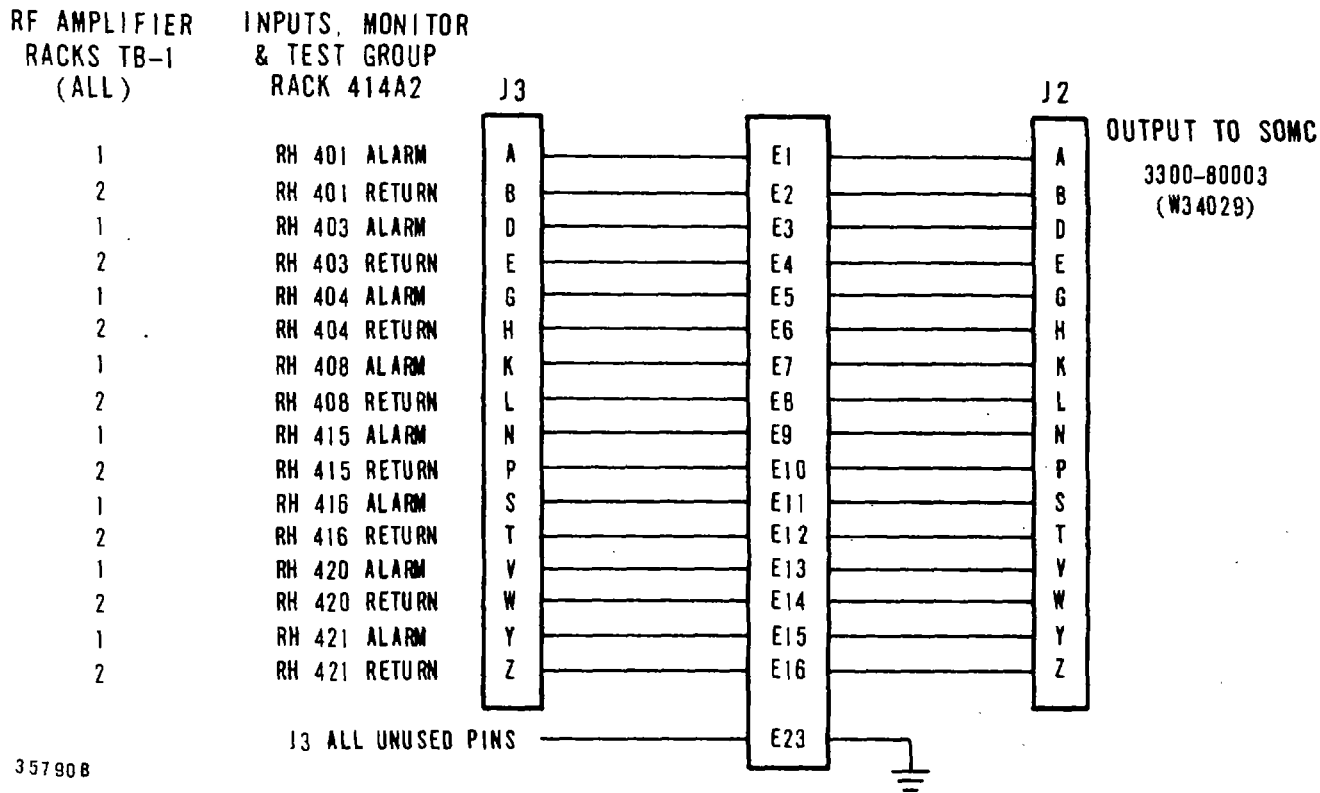 RF AMPLIFIER RACKS TB-1 (ALL)
INPUTS, MONITOR & TEST GROUP RACK 414A2
J3
J2
OUTPUT TO SOMC
3300-80003
(W34029)
1 RH 401 ALARM A E1 A
2 RH 401 RETURN B E2 B
1 RH 403 ALARM D E3 D
2 RH 403 RETURN E E4 E
1 RH 404 ALARM G E5 G
2 RH 404 RETURN H E6 H
1 RH 408 ALARM K E7 K
2 RH 408 RETURN L E8 L
1 RH 415 ALARM N E9 N
2 RH 415 RETURN P E10 P
1 RH 416 ALARM S E11 S
2 RH 416 RETURN T E12 T
1 RH 420 ALARM V E13 V
2 RH 420 RETURN W E14 W
1 RH 421 ALARM Y E15 Y
2 RH 421 RETURN Z E16 Z
J3 ALL UNUSED PINS E23
35790B